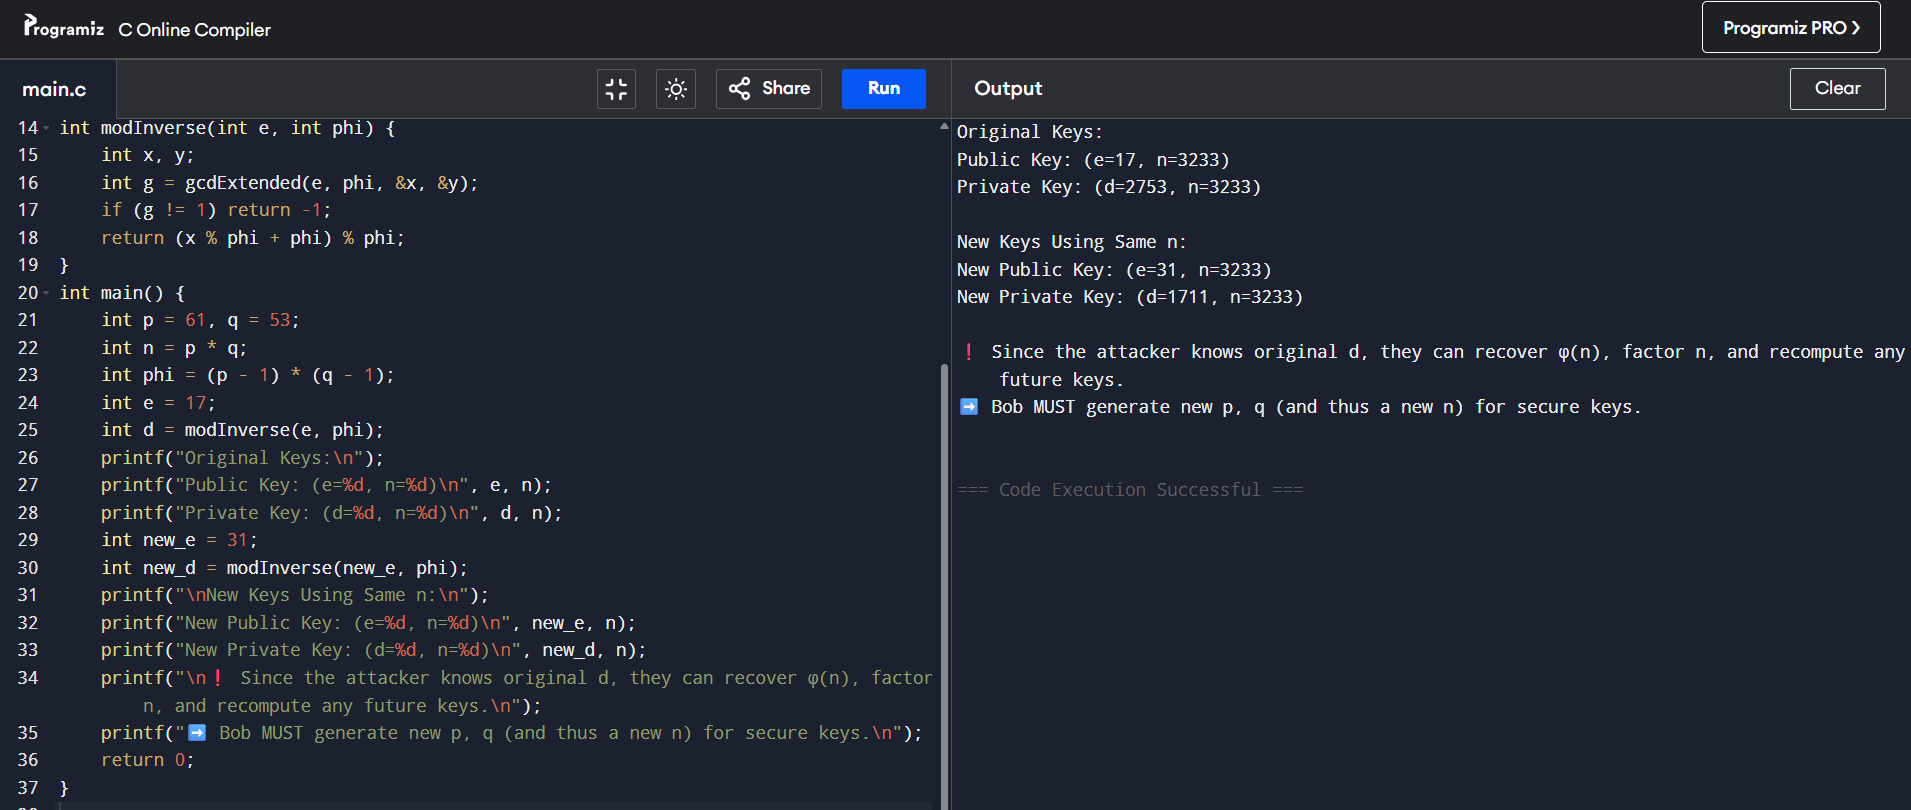 Programiz C Online Compiler
Programiz PRO ❯
main.c
Share
Run
Output
Clear
14 int modInverse(int e, int phi) {
15 int x, y;
16 int g = gcdExtended(e, phi, &x, &y);
17 if (g != 1) return -1;
18 return (x % phi + phi) % phi;
19 }
20 int main() {
21 int p = 61, q = 53;
22 int n = p * q;
23 int phi = (p - 1) * (q - 1);
24 int e = 17;
25 int d = modInverse(e, phi);
26 printf("Original Keys:\n");
27 printf("Public Key: (e=%d, n=%d)\n", e, n);
28 printf("Private Key: (d=%d, n=%d)\n", d, n);
29 int new_e = 31;
30 int new_d = modInverse(new_e, phi);
31 printf("\nNew Keys Using Same n:\n");
32 printf("New Public Key: (e=%d, n=%d)\n", new_e, n);
33 printf("New Private Key: (d=%d, n=%d)\n", new_d, n);
34 printf("\n❗ Since the attacker knows original d, they can recover φ(n), factor
n, and recompute any future keys.\n");
35 printf("➡️ Bob MUST generate new p, q (and thus a new n) for secure keys.\n");
36 return 0;
37 }
Original Keys:
Public Key: (e=17, n=3233)
Private Key: (d=2753, n=3233)
New Keys Using Same n:
New Public Key: (e=31, n=3233)
New Private Key: (d=1711, n=3233)
❗ Since the attacker knows original d, they can recover φ(n), factor n, and recompute any
future keys.
➡️ Bob MUST generate new p, q (and thus a new n) for secure keys.
=== Code Execution Successful ===